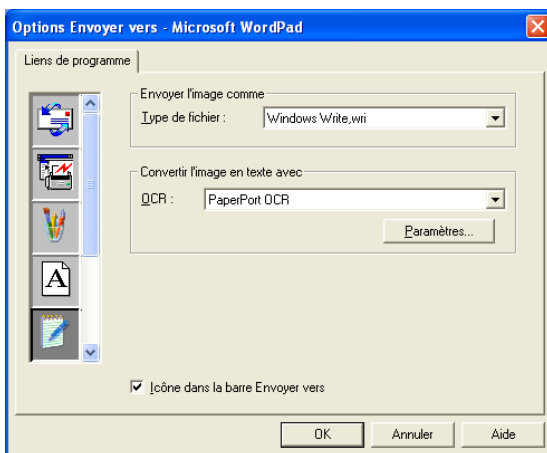 Options Envoyer vers - Microsoft WordPad
Liens de programme
Envoyer l'image comme
Type de fichier :
Windows Write,wri
Convertir l'image en texte avec
OCR :
PaperPort OCR
Paramètres...
A
Icône dans la barre Envoyer vers
OK
Annuler
Aide